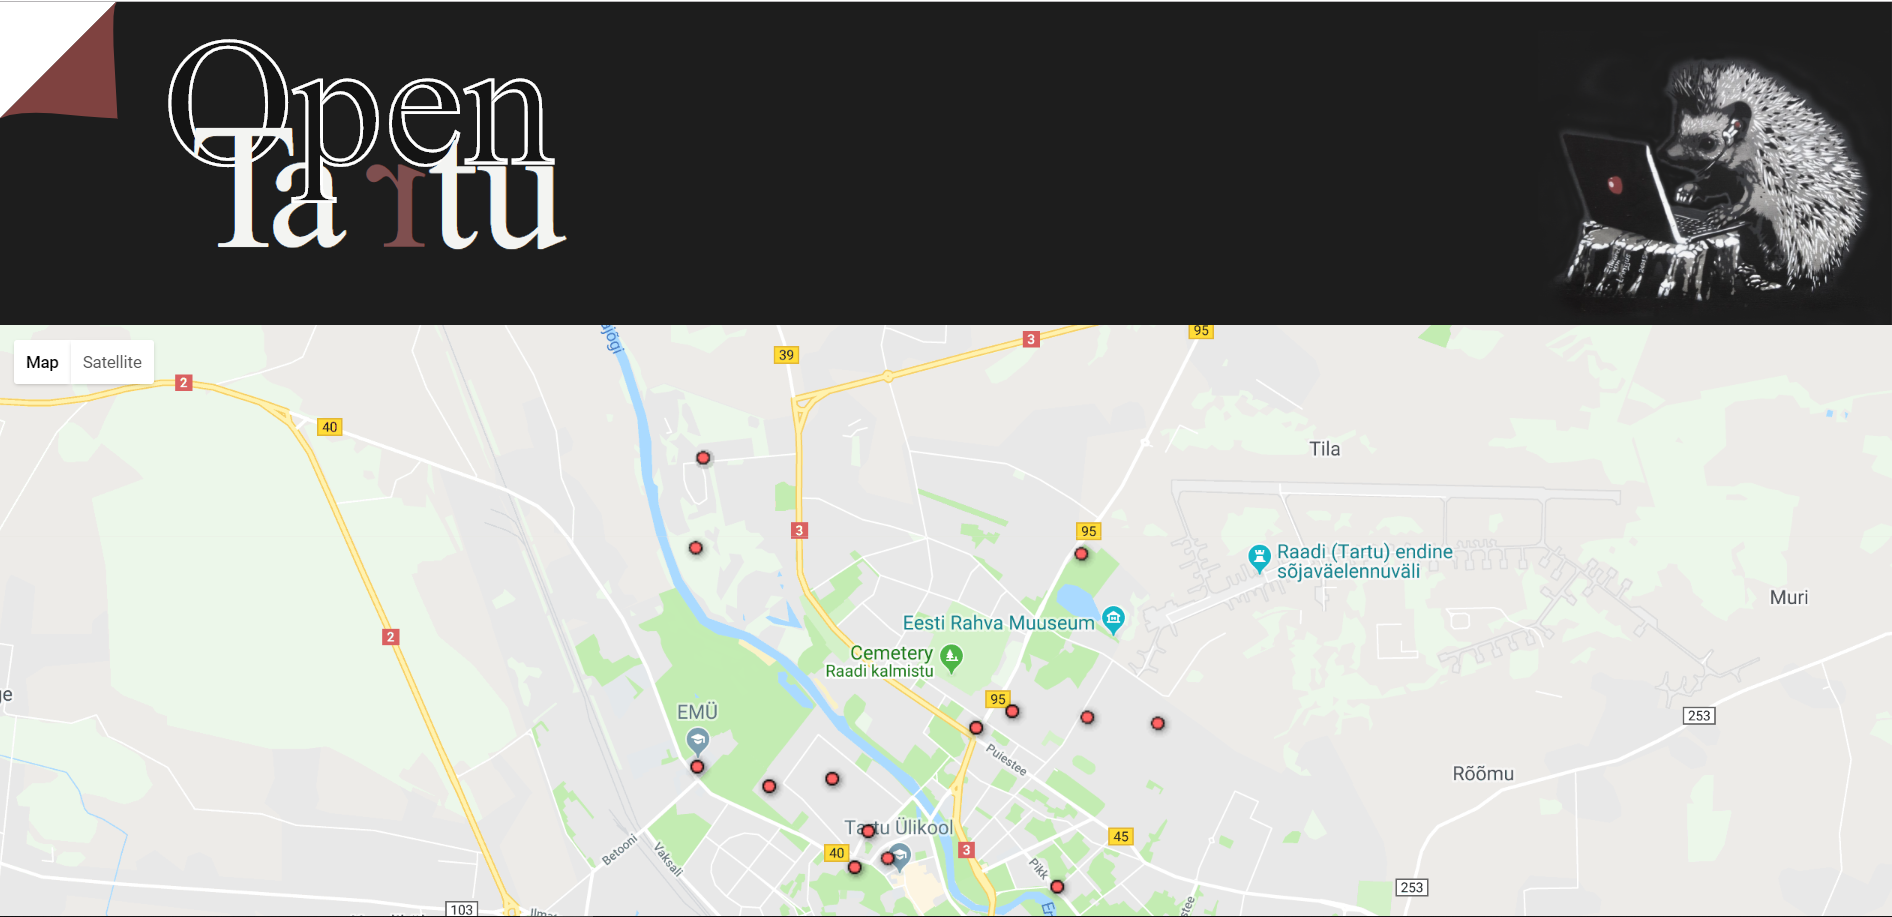 Open
Tartu
Map
Satellite
39
3
95
2
40
Tila
3
95
Raadi (Tartu) endine
sõjaväelennuväli
Muri
Eesti Rahva Muuseum
2
Cemetery
Raadi kalmistu
95
EMÜ
253
Puiestee
Rõõmu
Tartu Ülikool
45
Betooni
Vaksali
40
3
Pikk
253
103